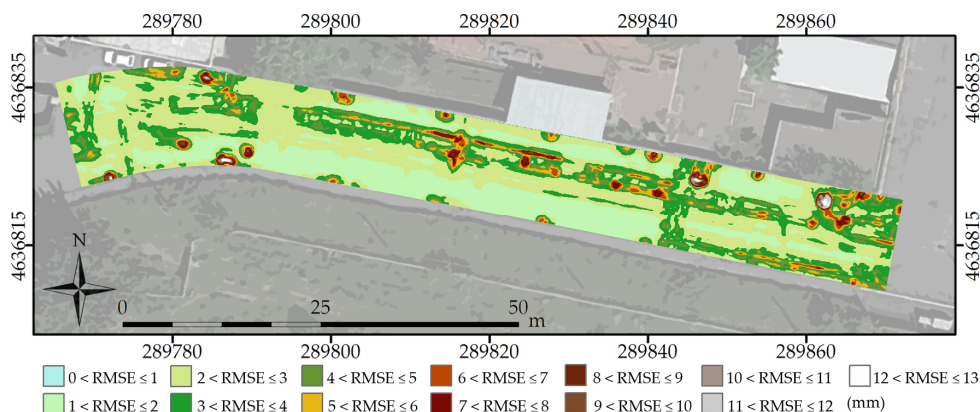 289780 289800 289820 289840 289860
4636835 4636835
4636815 4636815
N
0 25 50
m
289780 289800 289820 289840 289860
0 < RMSE ≤ 1 2 < RMSE ≤ 3 4 < RMSE ≤ 5 6 < RMSE ≤ 7 8 < RMSE ≤ 9 10 < RMSE ≤ 11 12 < RMSE ≤ 13
1 < RMSE ≤ 2 3 < RMSE ≤ 4 5 < RMSE ≤ 6 7 < RMSE ≤ 8 9 < RMSE ≤ 10 11 < RMSE ≤ 12 (mm)